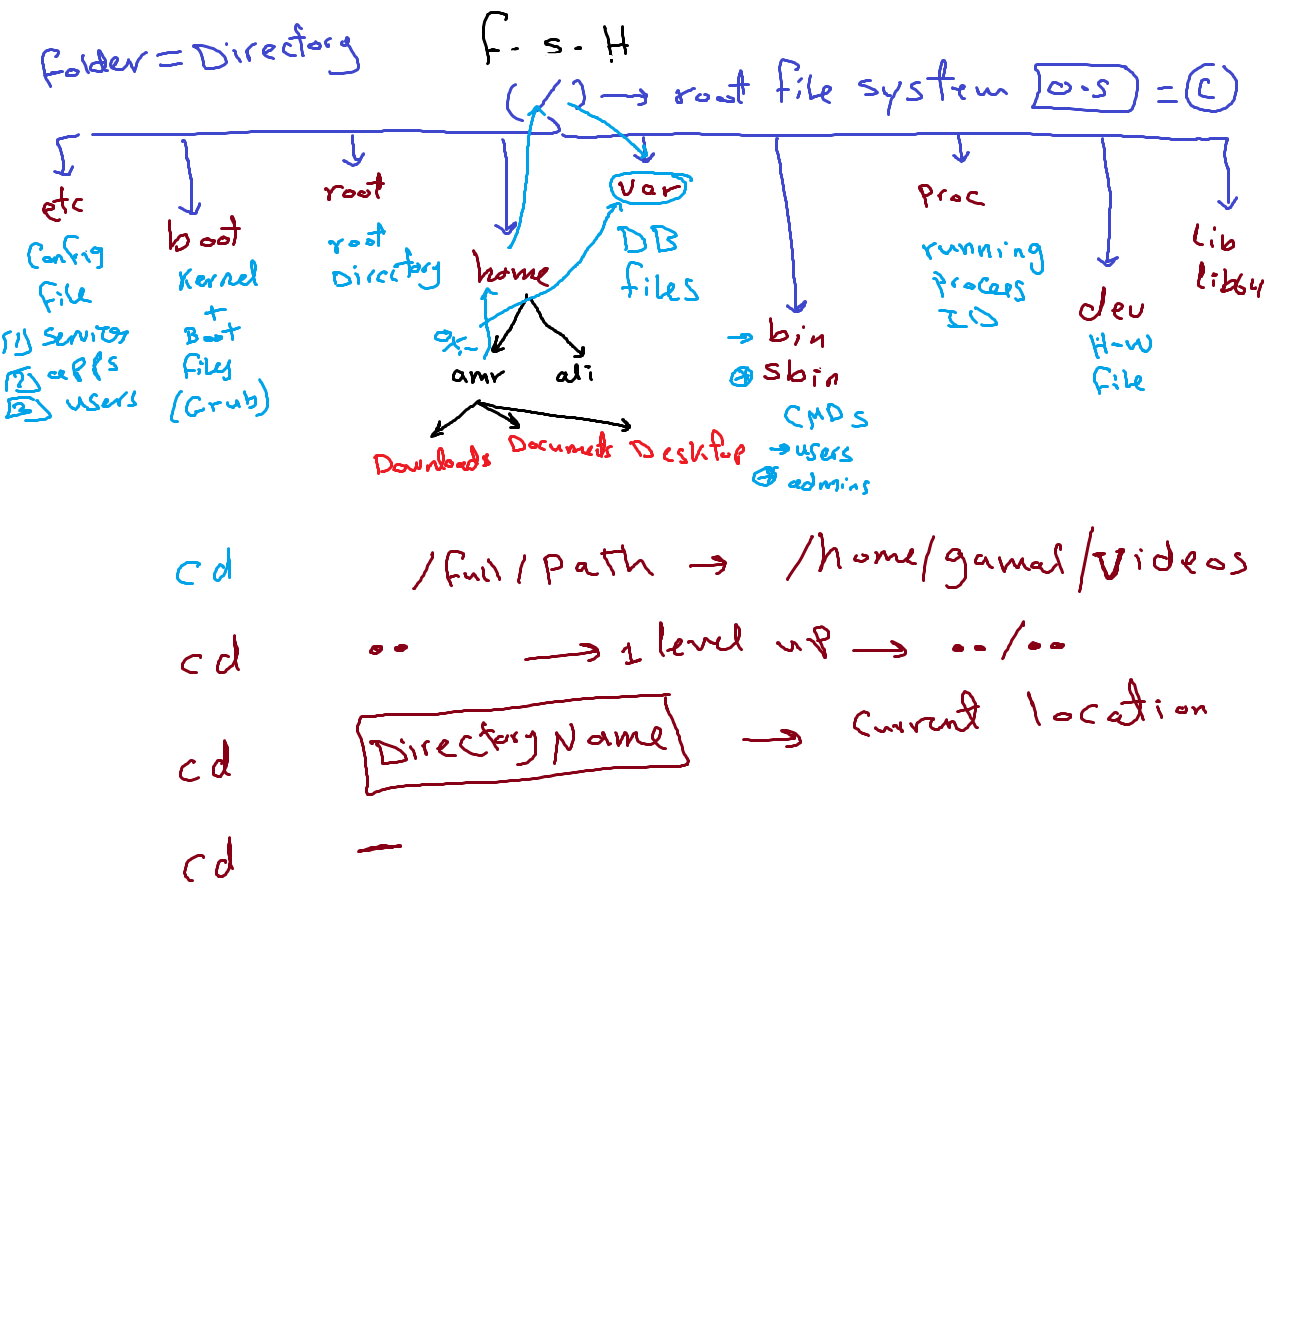 F. S. H
Folder = Directory
(/) → root file system O.S = C
etc
Config
File
(1) services
(2) apps
(3) users
boot
Kernel
+
Boot
Files
(Grub)
root
root
Directory
home
amr ali
Downloads Documents Desktop
var
DB
files
→ bin
sbin
CMDs
→ users
→ admins
Proc
running
Process
ID
dev
H-W
File
lib
lib64
cd /full/Path → /home/gamal/Videos
cd .. → 1 level up → ../..
cd Directory Name → Current location
cd -